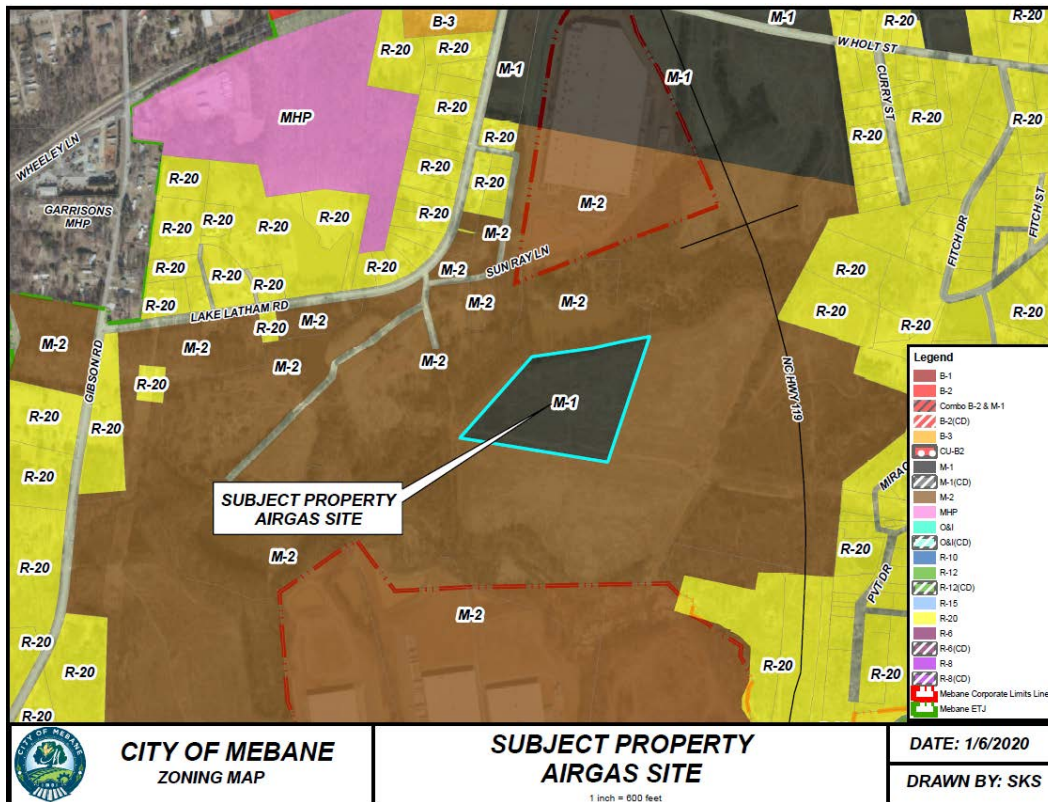 B-3
M-1
R-20
R-20
R-20
R-20
W HOLT ST
M-1
M-1
R-20
CURRY ST
R-20
R-20
MHP
R-20
R-20
WHEELEY LN
R-20
R-20
R-20
R-20
GARRISONS
MHP
R-20
R-20
R-20
R-20
R-20
M-2
M-2
FITCH DR
FITCH ST
R-20
R-20
R-20
R-20
M-2
SUN RAY LN
R-20
R-20
R-20
R-20
LAKE LATHAM RD
M-2
M-2
R-20
M-2
M-2
M-2
M-2
M-2
GIBSON RD
R-20
NC HWY 119
M-1
R-20
R-20
R-20
SUBJECT PROPERTY
AIRGAS SITE
R-20
M-2
R-20
PVT DR
M-2
R-20
R-20
R-20
R-20
R-20
Legend
B-1
B-2
Combo B-2 & M-1
B-2(CD)
B-3
CU-B2
M-1
M-1(CD)
M-2
MHP
O&I
O&I(CD)
R-10
R-12
R-12(CD)
R-15
R-20
R-6
R-6(CD)
R-8
R-8(CD)
Mebane Corporate Limits Line
Mebane ETJ
CITY OF MEBANE
CITY OF MEBANE
ZONING MAP
SUBJECT PROPERTY
AIRGAS SITE
1 inch = 600 feet
DATE: 1/6/2020
DRAWN BY: SKS